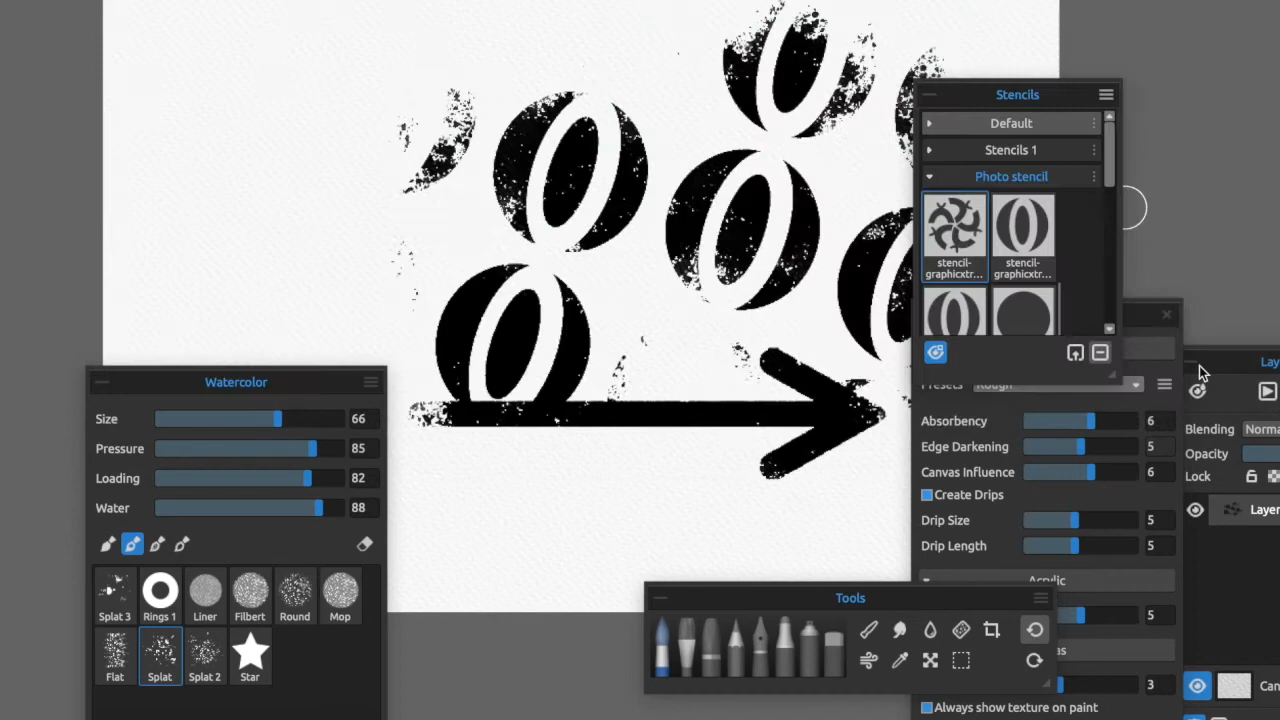 Stencils
Default
Stencils 1
Photo stencil
stencil-
graphicxtr...
stencil-
graphicxtr...
Presets
Rough
Absorbency 6
Edge Darkening 5
Canvas Influence 6
Create Drips
Drip Size 5
Drip Length 5
Acrylic
5
3
Always show texture on paint
Lay
Blending Norma
Opacity
Lock
Layer
Can
Watercolor
Size 66
Pressure 85
Loading 82
Water 88
Splat 3 Rings 1 Liner Filbert Round Mop
Flat Splat Splat 2 Star
Tools